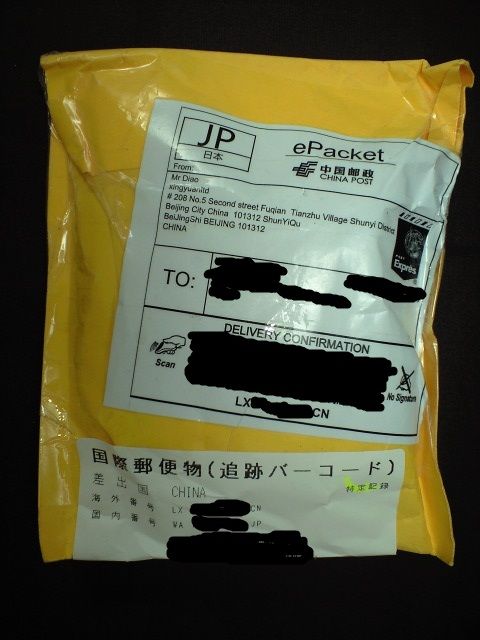 JP
日本
ePacket
中国邮政
CHINA POST
From:
Mr Diao
xingyuanltd
# 208 No.5 Second street Fuqian Tianzhu Village Shunyi District
Beijing City China 101312 ShunYiQu
BeiJingShi BEIJING 101312
CHINA
Express
TO:
DELIVERY CONFIRMATION
Scan
No Signature
LX CN
国際郵便物(追跡バーコード)
差出国 CHINA
特定記録
海外番号 LX CN
国内番号 WA JP